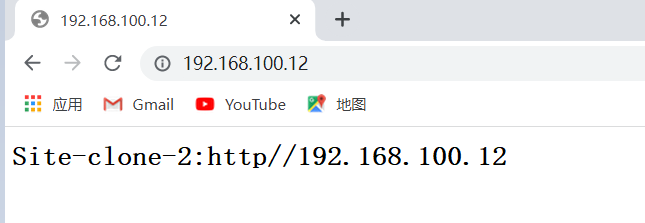 192.168.100.12
192.168.100.12
应用 Gmail YouTube 地图
Site-clone-2:http//192.168.100.12